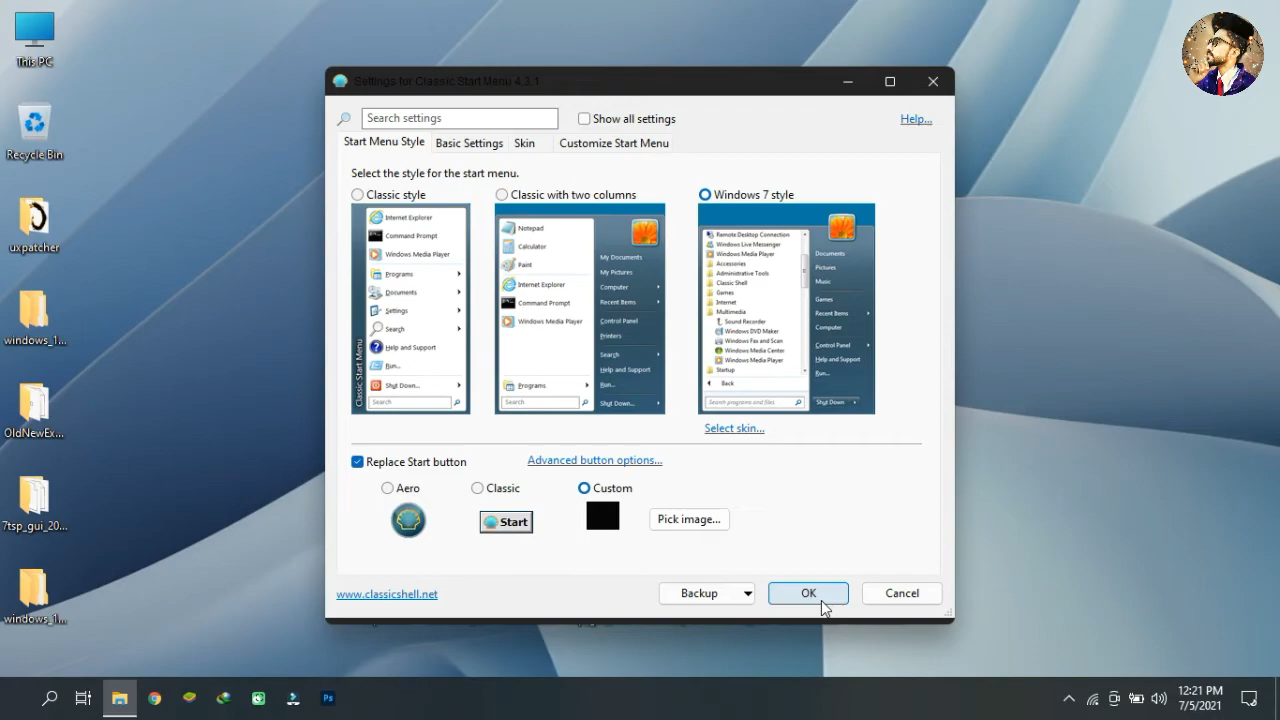 This PC
Recycle Bin
uxpatcher
windows_1...
OldNewEx...
7tsp_gui_20...
windows_1...
Settings for Classic Start Menu 4.3.1
Search settings
Show all settings
Help...
Start Menu Style
Basic Settings
Skin
Customize Start Menu
Select the style for the start menu.
Classic style
Classic with two columns
Windows 7 style
Internet Explorer
Command Prompt
Windows Media Player
Programs
Documents
Settings
Search
Help and Support
Run...
Shut Down...
Search
Classic Start Menu
Notepad
Calculator
Paint
Internet Explorer
Command Prompt
Windows Media Player
Programs
Search
My Documents
My Pictures
Computer
Recent Items
Control Panel
Printers
Search
Help and Support
Run...
Shut Down...
Remote Desktop Connection
Windows Live Messenger
Windows Media Player
Accessories
Administrative Tools
Classic Shell
Games
Internet
Multimedia
Sound Recorder
Windows DVD Maker
Windows Fax and Scan
Windows Media Center
Windows Media Player
Startup
Back
Search programs and files
Documents
Pictures
Music
Games
Recent Items
Computer
Control Panel
Help and Support
Run...
Shut Down
Select skin...
Replace Start button
Advanced button options...
Aero
Classic
Custom
Start
Pick image...
www.classicshell.net
Backup
OK
Cancel
Ps
12:21 PM
7/5/2021